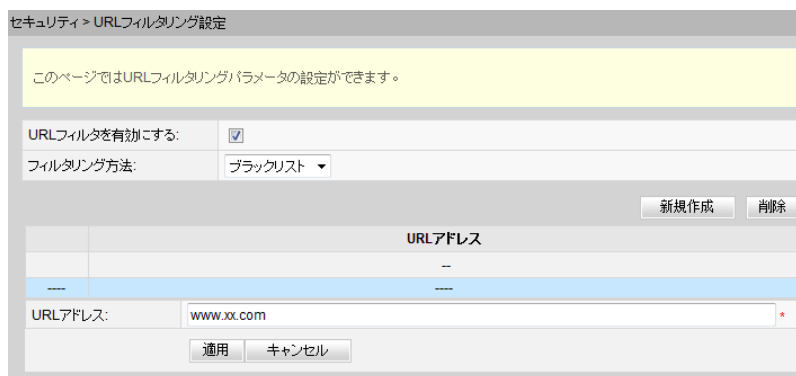 セキュリティ > URLフィルタリング設定
このページではURLフィルタリングパラメータの設定ができます。
URLフィルタを有効にする:
フィルタリング方法: ブラックリスト
新規作成 削除
URLアドレス
--
---- ----
URLアドレス: www.xx.com *
適用 キャンセル